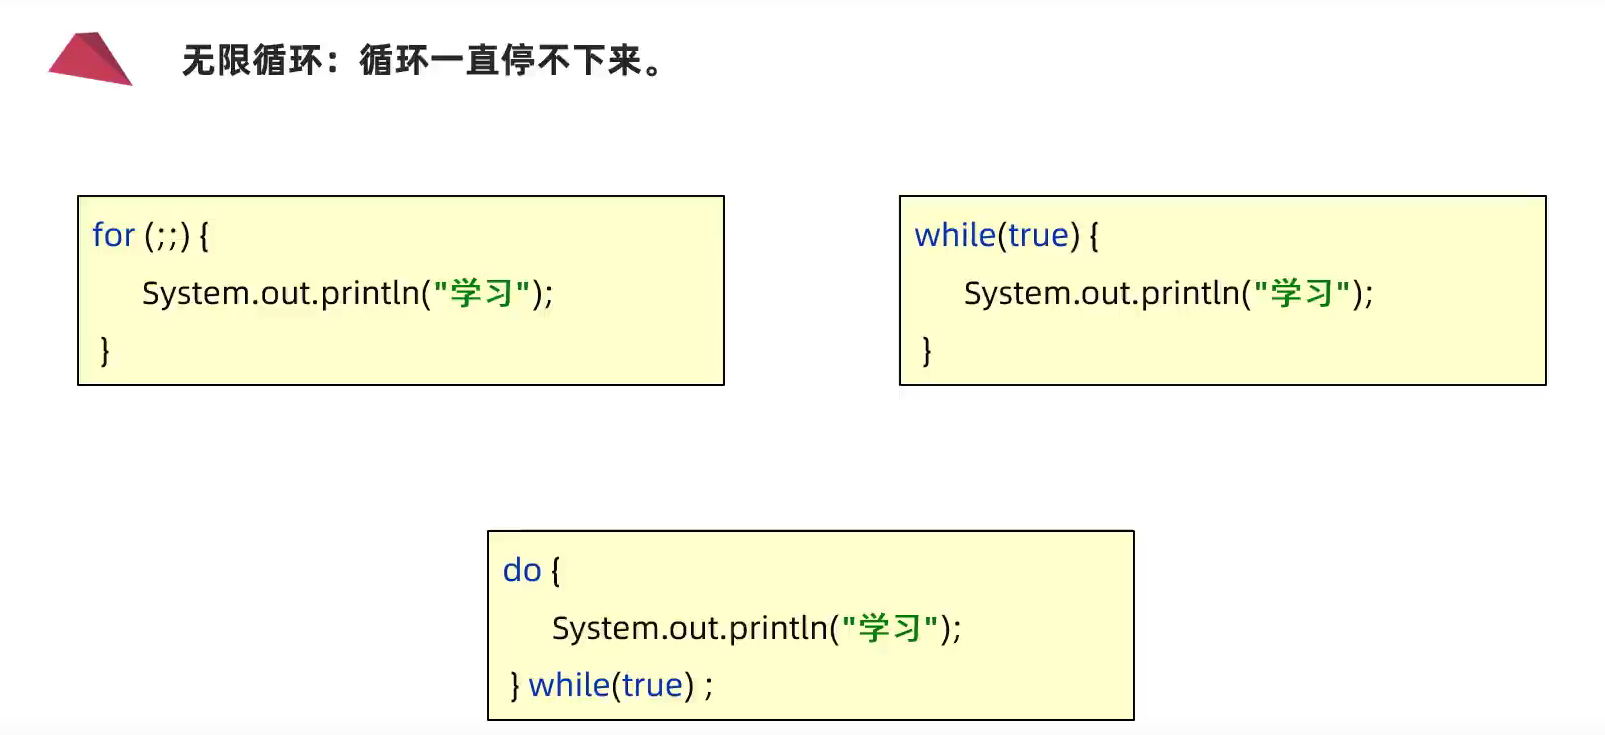 无限循环：循环一直停不下来。
for (;;) {
System.out.println("学习");
}
while(true) {
System.out.println("学习");
}
do {
System.out.println("学习");
} while(true) ;